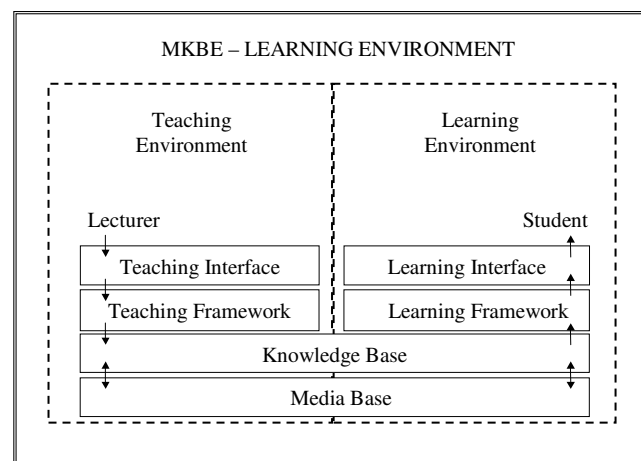 MKBE – LEARNING ENVIRONMENT
Teaching
Environment
Learning
Environment
Lecturer
Student
Teaching Interface
Learning Interface
Teaching Framework
Learning Framework
Knowledge Base
Media Base